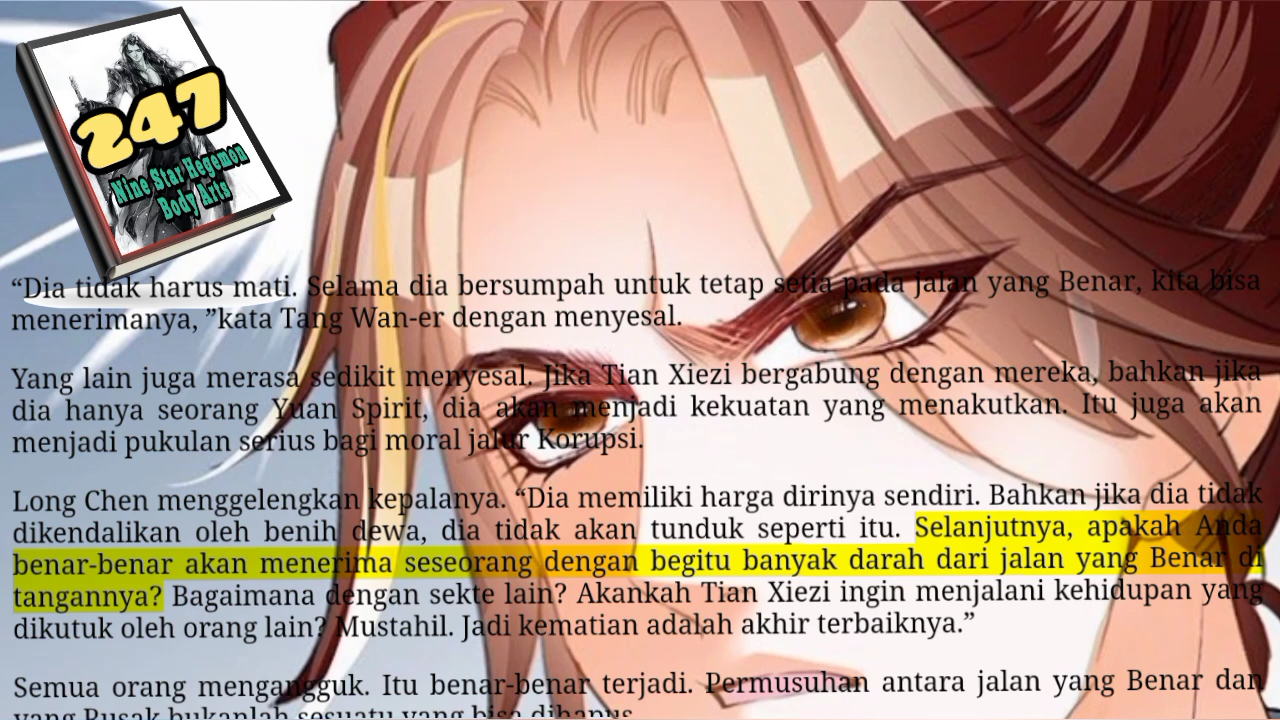 247
Nine Star Hegemon
Body Arts
“Dia tidak harus mati. Selama dia bersumpah untuk tetap setia pada jalan yang Benar, kita bisa
menerimanya, ”kata Tang Wan-er dengan menyesal.
Yang lain juga merasa sedikit menyesal. Jika Tian Xiezi bergabung dengan mereka, bahkan jika
dia hanya seorang Yuan Spirit, dia akan menjadi kekuatan yang menakutkan. Itu juga akan
menjadi pukulan serius bagi moral jalur Korupsi.
Long Chen menggelengkan kepalanya. “Dia memiliki harga dirinya sendiri. Bahkan jika dia tidak
dikendalikan oleh benih dewa, dia tidak akan tunduk seperti itu. Selanjutnya, apakah Anda
benar-benar akan menerima seseorang dengan begitu banyak darah dari jalan yang Benar di
tangannya? Bagaimana dengan sekte lain? Akankah Tian Xiezi ingin menjalani kehidupan yang
dikutuk oleh orang lain? Mustahil. Jadi kematian adalah akhir terbaiknya.”
Semua orang mengangguk. Itu benar-benar terjadi. Permusuhan antara jalan yang Benar dan
yang Rusak bukanlah sesuatu yang bisa dihapus.